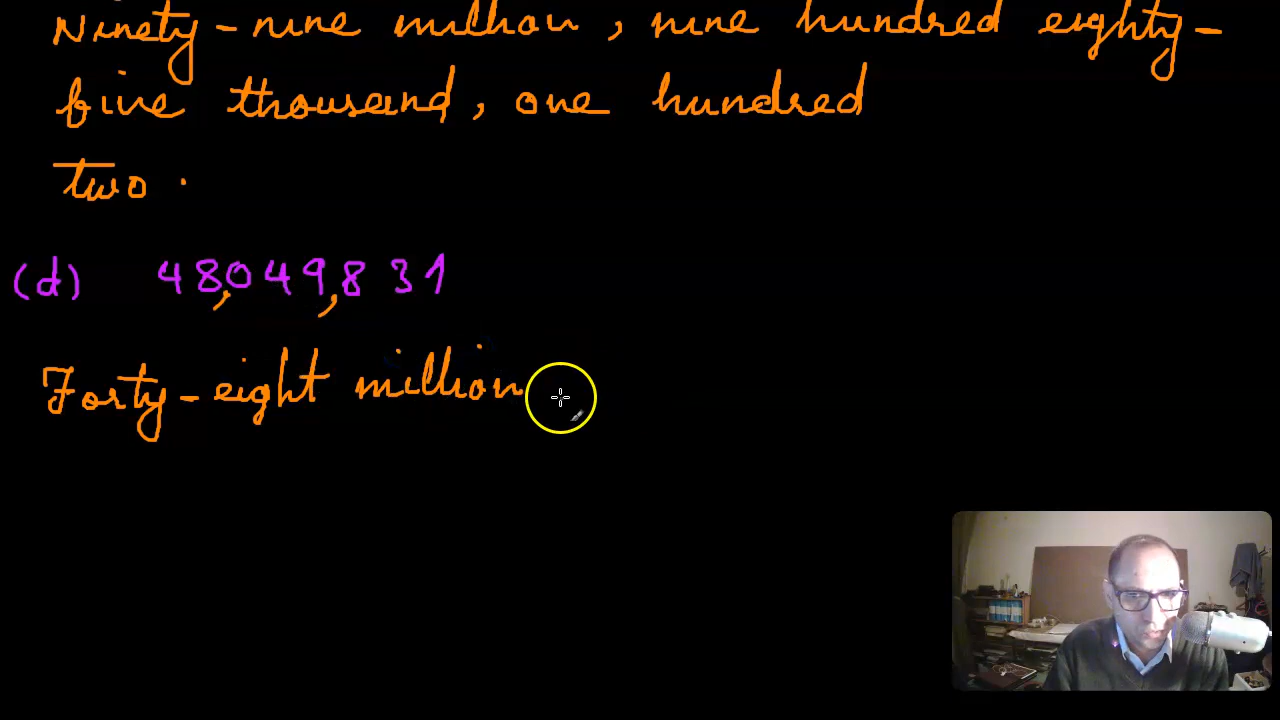 Ninety-nine million, nine hundred eighty-
five thousand, one hundred
two.
(d) 48,049,831
Forty-eight million